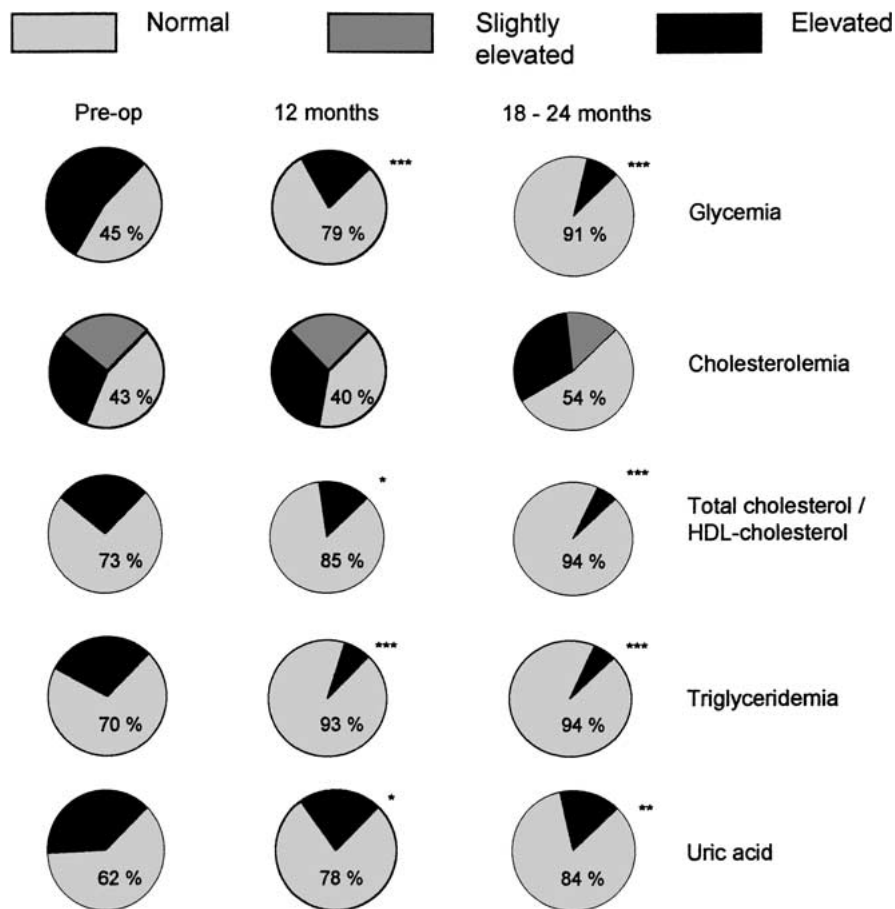 Normal
Slightly
elevated
Elevated
Pre-op
12 months
18 - 24 months
***
***
45 %
79 %
91 %
Glycemia
43 %
40 %
54 %
Cholesterolemia
*
***
73 %
85 %
94 %
Total cholesterol /
HDL-cholesterol
***
***
70 %
93 %
94 %
Triglyceridemia
*
**
62 %
78 %
84 %
Uric acid